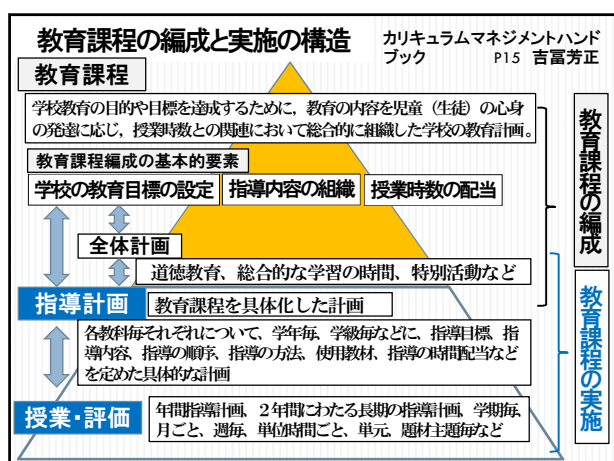 教育課程の編成と実施の構造
カリキュラムマネジメントハンド
ブック P15 吉冨芳正
教育課程
学校教育の目的や目標を達成するために，教育の内容を児童（生徒）の心身
の発達に応じ，授業時数との関連において総合的に組織した学校の教育計画。
教育課程編成の基本的要素
学校の教育目標の設定
指導内容の組織
授業時数の配当
全体計画
道徳教育、総合的な学習の時間、特別活動など
指導計画
教育課程を具体化した計画
各教科毎それぞれについて、学年毎、学級毎などに、指導目標、指
導内容、指導の順序、指導の方法、使用教材、指導の時間配当など
を定めた具体的な計画
授業・評価
年間指導計画、２年間にわたる長期の指導計画、学期毎、
月ごと、週毎、単位時間ごと、単元、題材主題毎など
教育課程の編成
教育課程の実施